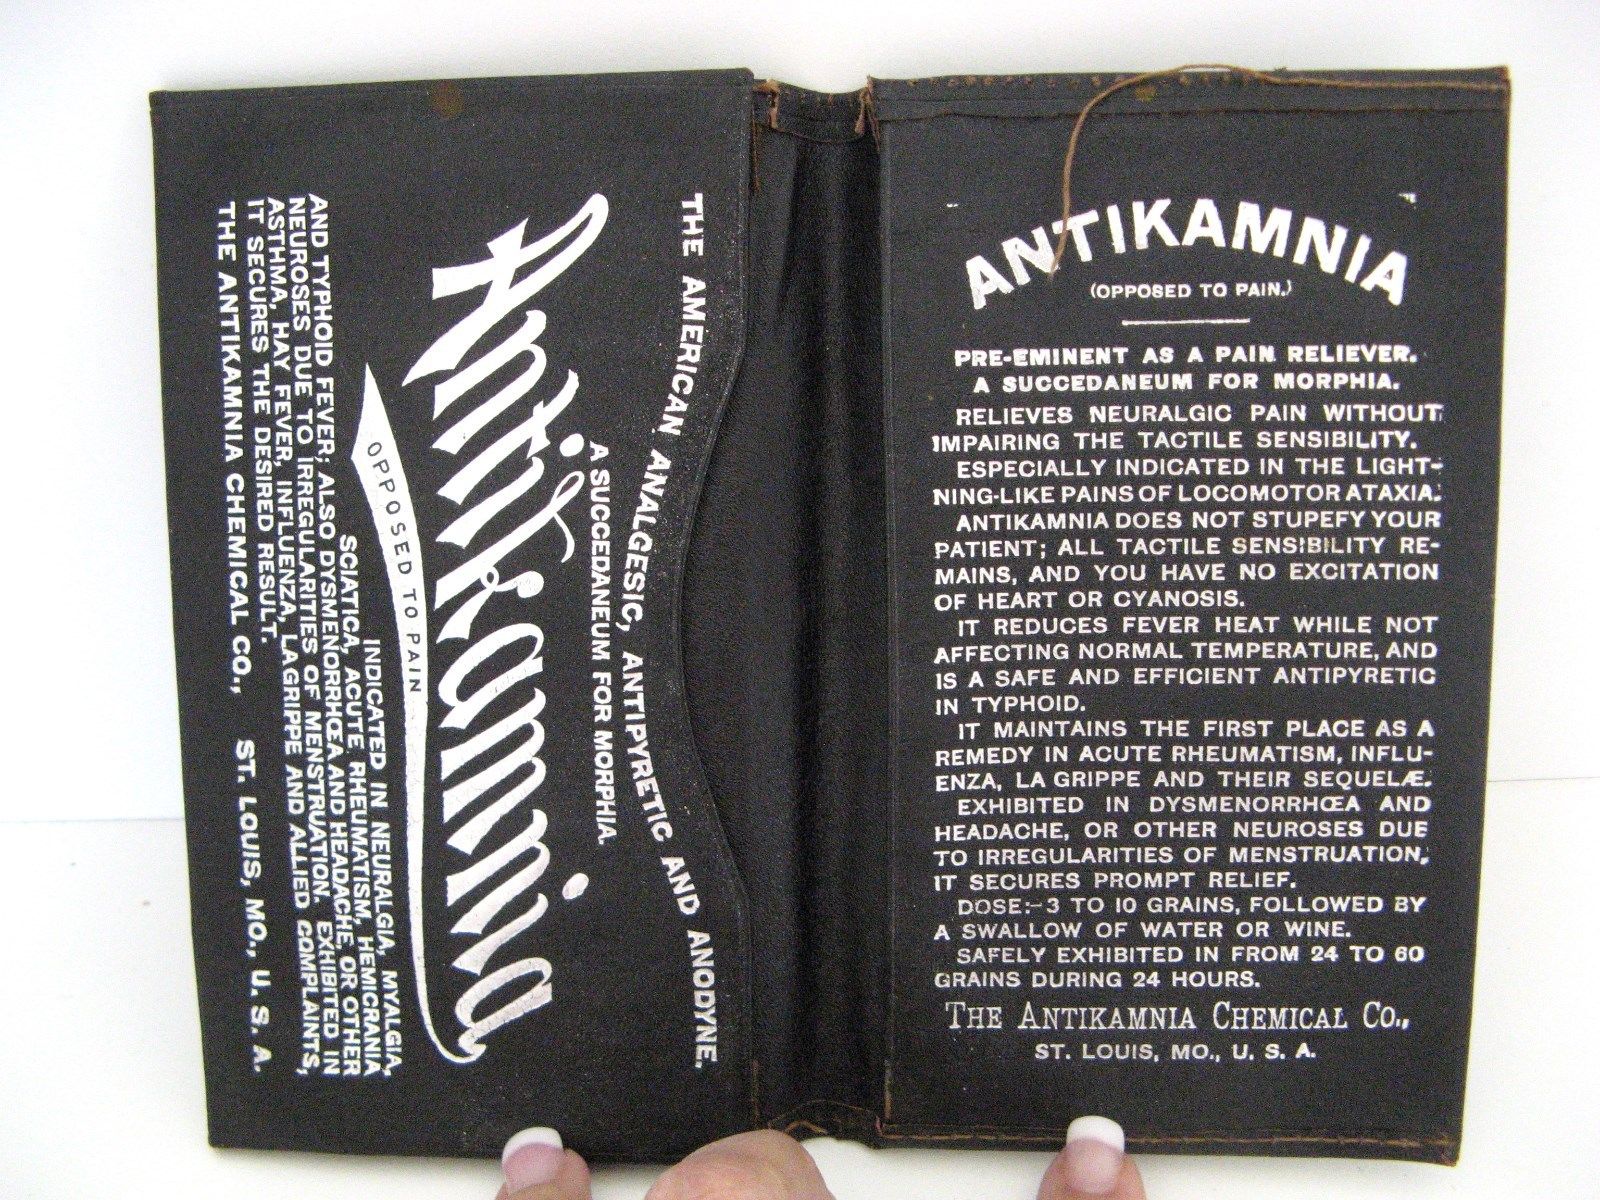 THE AMERICAN ANALGESIC, ANTIPYRETIC AND ANODYNE.
A SUCCEDANEUM FOR MORPHIA.
Antikamnia
OPPOSED TO PAIN
INDICATED IN NEURALGIA, MYALGIA,
SCIATICA, ACUTE RHEUMATISM, HEMICRANIA
AND TYPHOID FEVER; ALSO DYSMENORRHŒA AND HEADACHE OR OTHER
NEUROSES DUE TO IRREGULARITIES OF MENSTRUATION. EXHIBITED IN
ASTHMA, HAY FEVER, INFLUENZA, LA GRIPPE AND ALLIED COMPLAINTS,
IT SECURES THE DESIRED RESULT.
THE ANTIKAMNIA CHEMICAL CO., ST. LOUIS, MO., U. S. A.
ANTIKAMNIA
(OPPOSED TO PAIN.)
PRE-EMINENT AS A PAIN RELIEVER.
A SUCCEDANEUM FOR MORPHIA.
RELIEVES NEURALGIC PAIN WITHOUT
IMPAIRING THE TACTILE SENSIBILITY.
ESPECIALLY INDICATED IN THE LIGHT-
NING-LIKE PAINS OF LOCOMOTOR ATAXIA.
ANTIKAMNIA DOES NOT STUPEFY YOUR
PATIENT; ALL TACTILE SENSIBILITY RE-
MAINS, AND YOU HAVE NO EXCITATION
OF HEART OR CYANOSIS.
IT REDUCES FEVER HEAT WHILE NOT
AFFECTING NORMAL TEMPERATURE, AND
IS A SAFE AND EFFICIENT ANTIPYRETIC
IN TYPHOID.
IT MAINTAINS THE FIRST PLACE AS A
REMEDY IN ACUTE RHEUMATISM, INFLU-
ENZA, LA GRIPPE AND THEIR SEQUELÆ.
EXHIBITED IN DYSMENORRHŒA AND
HEADACHE, OR OTHER NEUROSES DUE
TO IRREGULARITIES OF MENSTRUATION,
IT SECURES PROMPT RELIEF.
DOSE:-3 TO 10 GRAINS, FOLLOWED BY
A SWALLOW OF WATER OR WINE.
SAFELY EXHIBITED IN FROM 24 TO 60
GRAINS DURING 24 HOURS.
THE ANTIKAMNIA CHEMICAL CO.,
ST. LOUIS, MO., U. S. A.